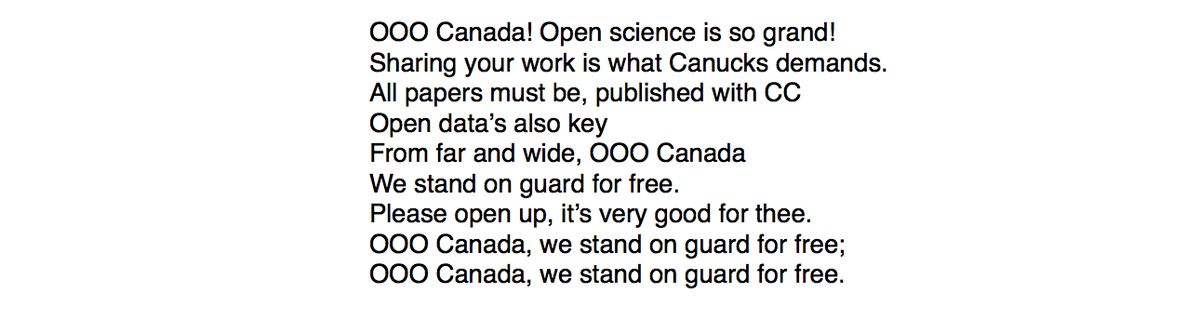 OOO Canada! Open science is so grand!
Sharing your work is what Canucks demands.
All papers must be, published with CC
Open data’s also key
From far and wide, OOO Canada
We stand on guard for free.
Please open up, it’s very good for thee.
OOO Canada, we stand on guard for free;
OOO Canada, we stand on guard for free.